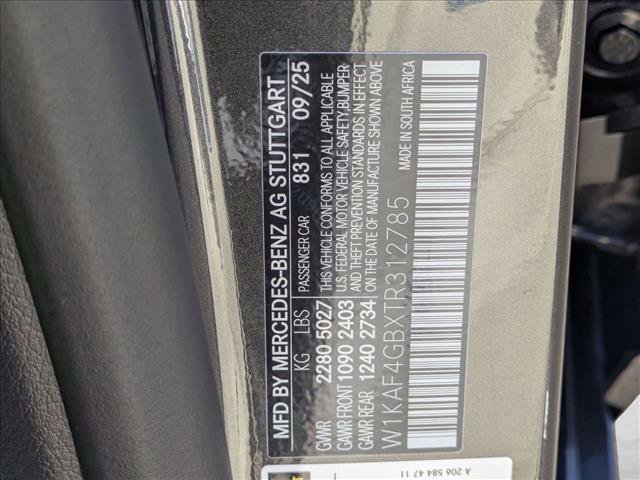 MFD BY MERCEDES-BENZ AG STUTTGART
KG LBS PASSENGER CAR 831 09/25
GVWR 2280 5027 THIS VEHICLE CONFORMS TO ALL APPLICABLE
GAWR FRONT 1090 2403 U.S. FEDERAL MOTOR VEHICLE SAFETY, BUMPER
GAWR REAR 1240 2734 AND THEFT PREVENTION STANDARDS IN EFFECT
ON THE DATE OF MANUFACTURE SHOWN ABOVE
W1KAF4GBXTR312785 MADE IN SOUTH AFRICA
A 206 584 47 11